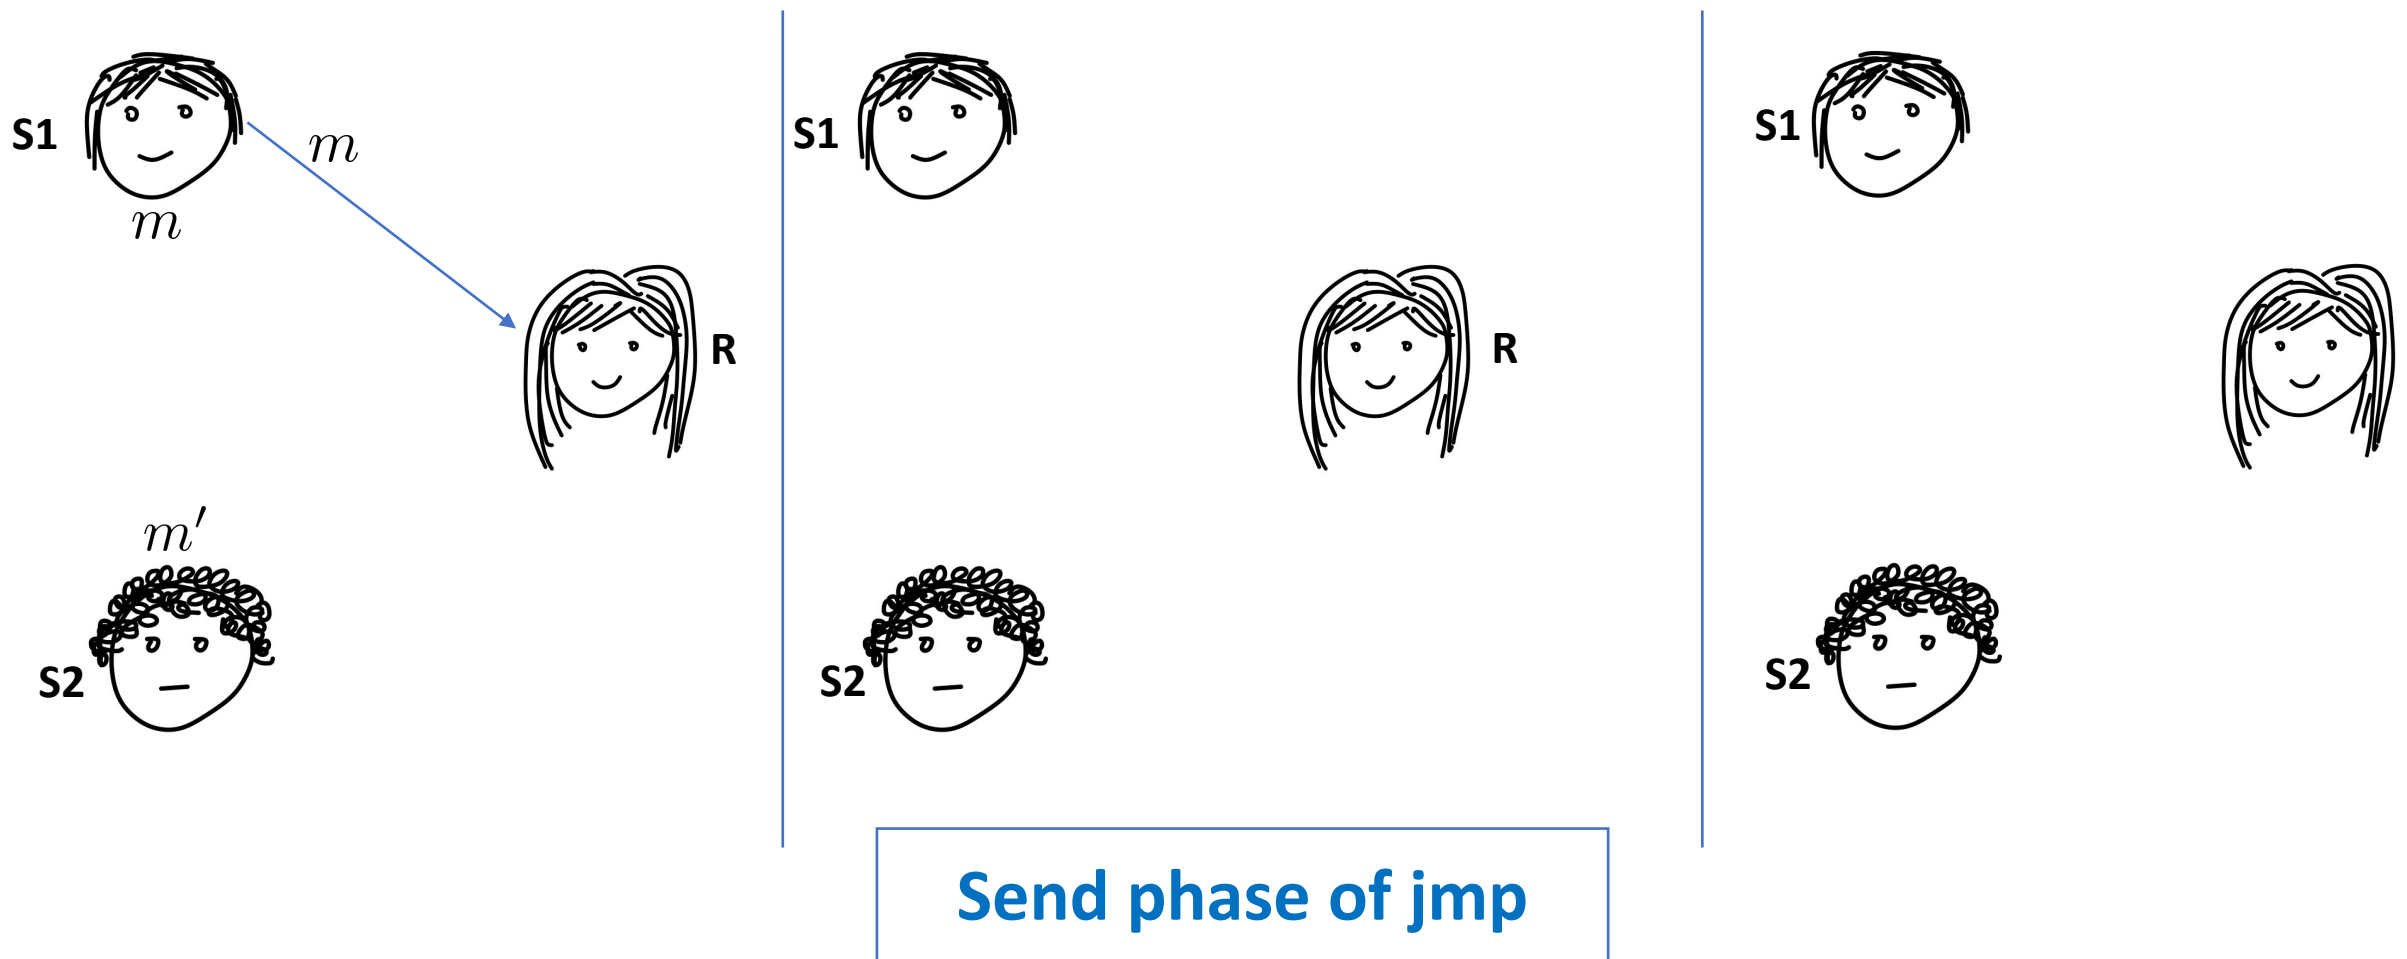 S1
m
m
R
m′
S2
S1
R
S2
S1
S2
Send phase of jmp